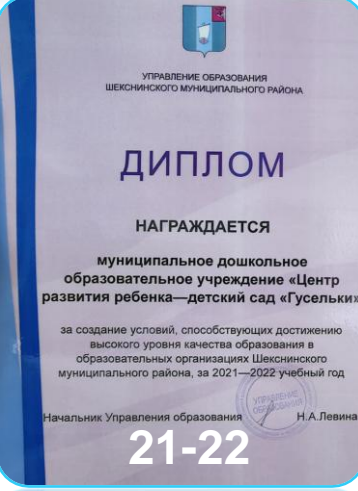 УПРАВЛЕНИЕ ОБРАЗОВАНИЯ
ШЕКСНИНСКОГО МУНИЦИПАЛЬНОГО РАЙОНА
ДИПЛОМ
НАГРАЖДАЕТСЯ
муниципальное дошкольное
образовательное учреждение «Центр
развития ребенка—детский сад «Гусельки»
за создание условий, способствующих достижению
высокого уровня качества образования в
образовательных организациях Шекснинского
муниципального района, за 2021—2022 учебный год
УПРАВЛЕНИЕ
ОБРАЗОВАНИЯ
Начальник Управления образования Н.А.Левина
21-22